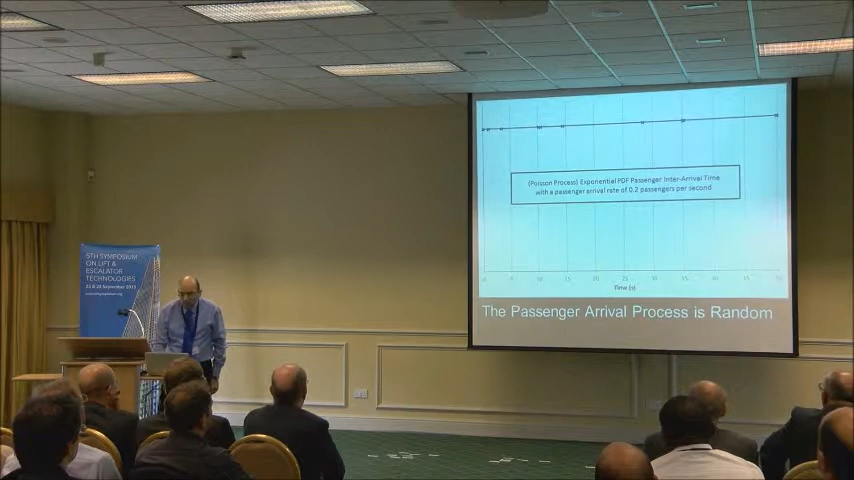 5TH SYMPOSIUM
ON LIFT &
ESCALATOR
TECHNOLOGIES
(Poisson Process) Exponential PDF Passenger Inter-Arrival Time
with a passenger arrival rate of 0.2 passengers per second
Time (s)
The Passenger Arrival Process is Random